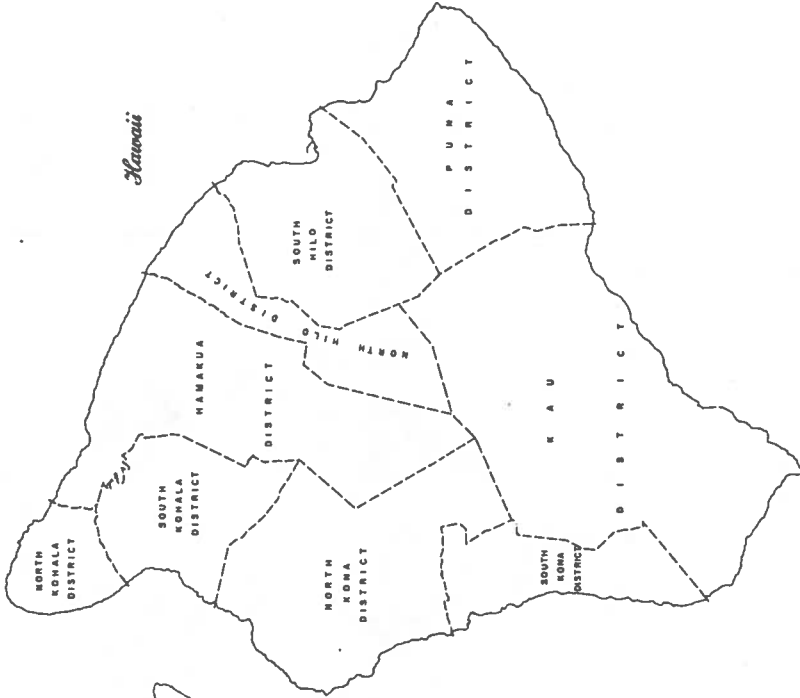 Hawaii
PUNA
DISTRICT
SOUTH
HILO
DISTRICT
NORTH HILO DISTRICT
HAMAKUA
DISTRICT
KAU
DISTRICT
SOUTH
KOHALA
DISTRICT
NORTH
KOHALA
DISTRICT
NORTH
KONA
DISTRICT
SOUTH
KONA
DISTRICT